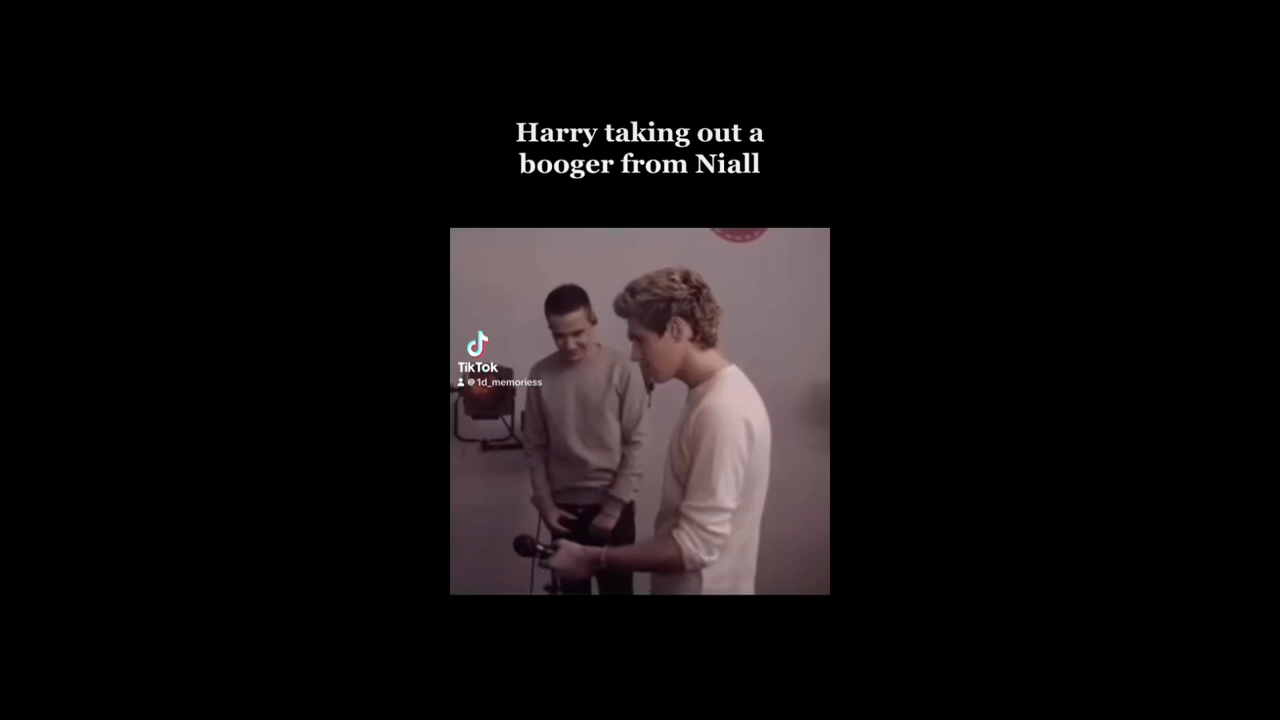 Harry taking out a
booger from Niall
TikTok
@1d_memoriess